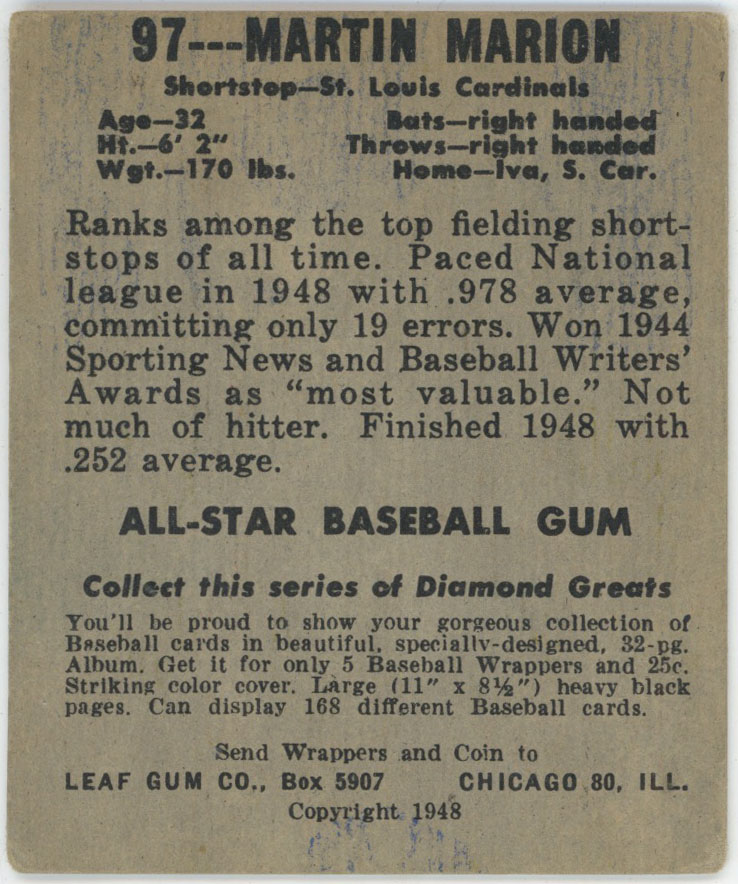 97---MARTIN MARION
Shortstop—St. Louis Cardinals
Age—32 Bats—right handed
Ht.—6' 2" Throws—right handed
Wgt.—170 lbs. Home—Iva, S. Car.
Ranks among the top fielding short-
stops of all time. Paced National
league in 1948 with .978 average,
committing only 19 errors. Won 1944
Sporting News and Baseball Writers'
Awards as "most valuable." Not
much of hitter. Finished 1948 with
.252 average.
ALL-STAR BASEBALL GUM
Collect this series of Diamond Greats
You'll be proud to show your gorgeous collection of
Baseball cards in beautiful, specially-designed, 32-pg.
Album. Get it for only 5 Baseball Wrappers and 25c.
Striking color cover. Large (11" x 8½") heavy black
pages. Can display 168 different Baseball cards.
Send Wrappers and Coin to
LEAF GUM CO., Box 5907 CHICAGO 80, ILL.
Copyright 1948